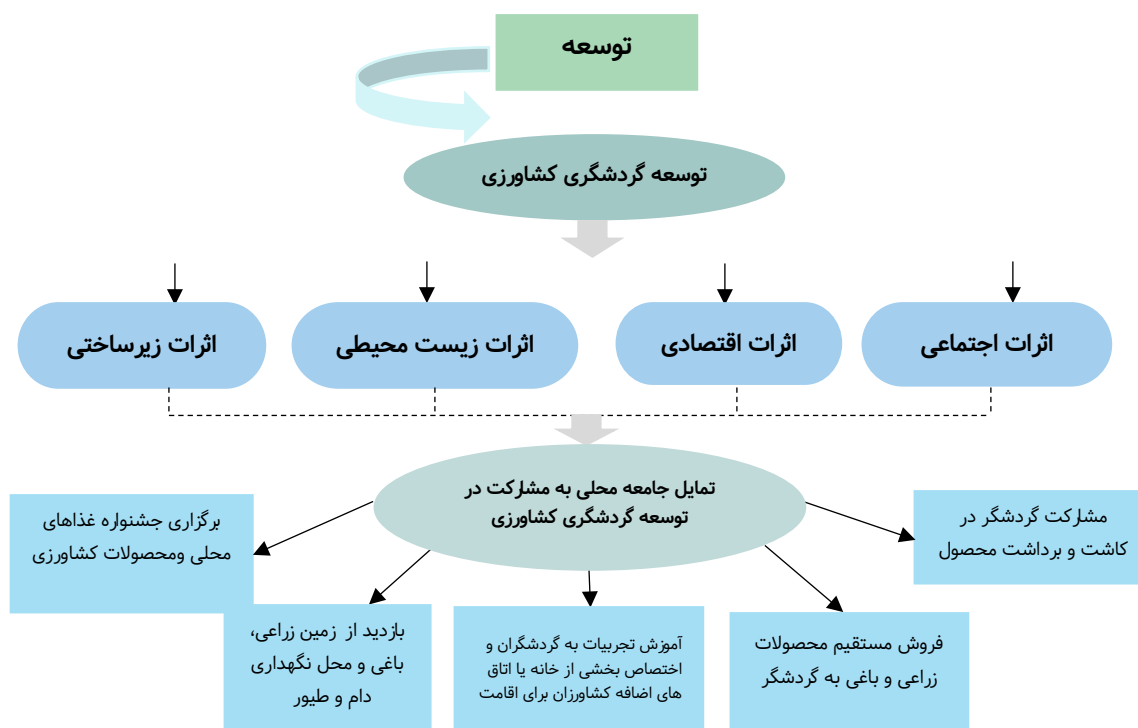 توسعه
توسعه گردشگری کشاورزی
اثرات اجتماعی
اثرات اقتصادی
اثرات زیست محیطی
اثرات زیرساختی
تمایل جامعه محلی به مشارکت در
توسعه گردشگری کشاورزی
مشارکت گردشگر در
کاشت و برداشت محصول
فروش مستقیم محصولات
زراعی و باغی به گردشگر
آموزش تجربیات به گردشگران و
اختصاص بخشی از خانه یا اتاق
های اضافه کشاورزان برای اقامت
بازدید از زمین زراعی،
باغی و محل نگهداری
دام و طیور
برگزاری جشنواره غذاهای
محلی ومحصولات کشاورزی